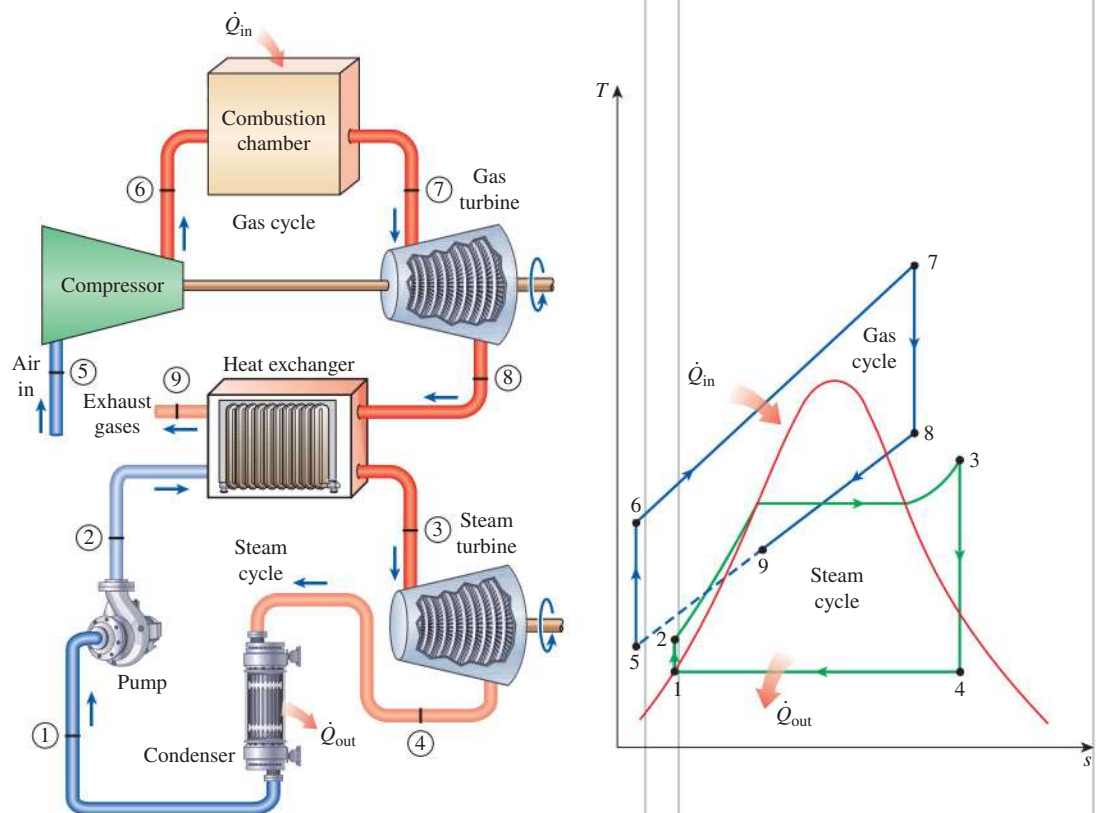 Q̇in
Combustion
chamber
⑥
⑦
Gas
turbine
Gas cycle
Compressor
Air
in
⑤
Heat exchanger
⑨
⑧
Exhaust
gases
②
③
Steam
turbine
Steam
cycle
Pump
①
Condenser
Q̇out
④
T
7
Gas
cycle
Q̇in
8
3
6
9
Steam
cycle
2
5
1
4
Q̇out
s